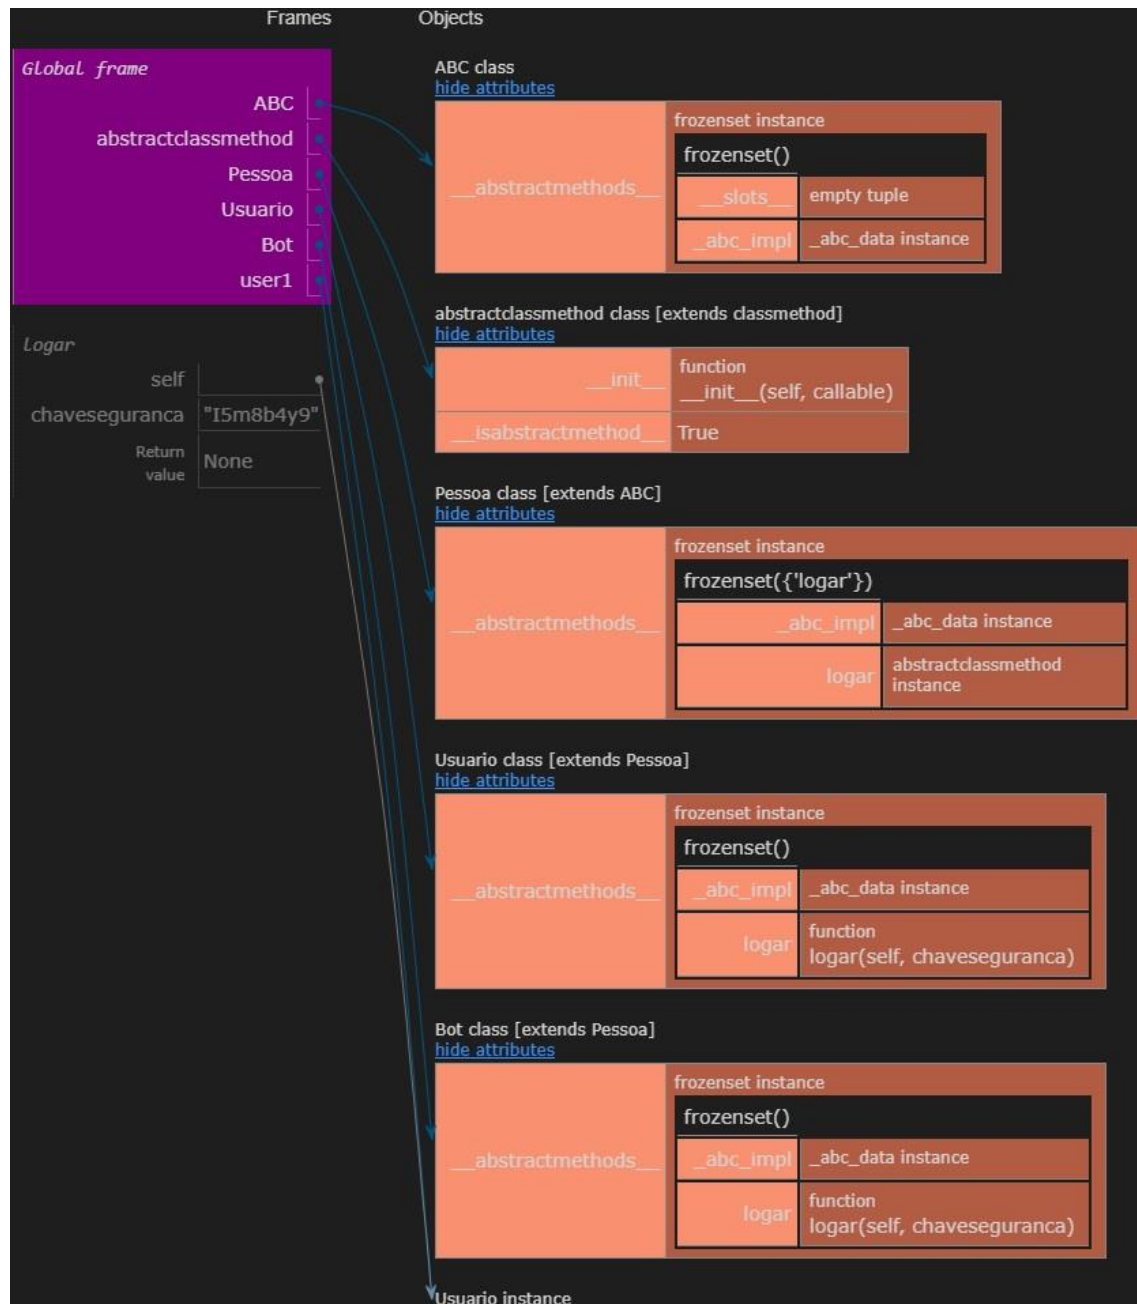 Frames
Objects
Global frame
ABC
abstractclassmethod
Pessoa
Usuario
Bot
user1
logar
self
chaveseguranca "I5m8b4y9"
Return
value
None
ABC class
hide attributes
__abstractmethods__
frozenset instance
frozenset()
__slots__ empty tuple
_abc_impl _abc_data instance
abstractclassmethod class [extends classmethod]
hide attributes
__init__
function
__init__(self, callable)
__isabstractmethod__ True
Pessoa class [extends ABC]
hide attributes
__abstractmethods__
frozenset instance
frozenset({'logar'})
_abc_impl _abc_data instance
logar
abstractclassmethod
instance
Usuario class [extends Pessoa]
hide attributes
__abstractmethods__
frozenset instance
frozenset()
_abc_impl _abc_data instance
logar
function
logar(self, chaveseguranca)
Bot class [extends Pessoa]
hide attributes
__abstractmethods__
frozenset instance
frozenset()
_abc_impl _abc_data instance
logar
function
logar(self, chaveseguranca)
Usuario instance